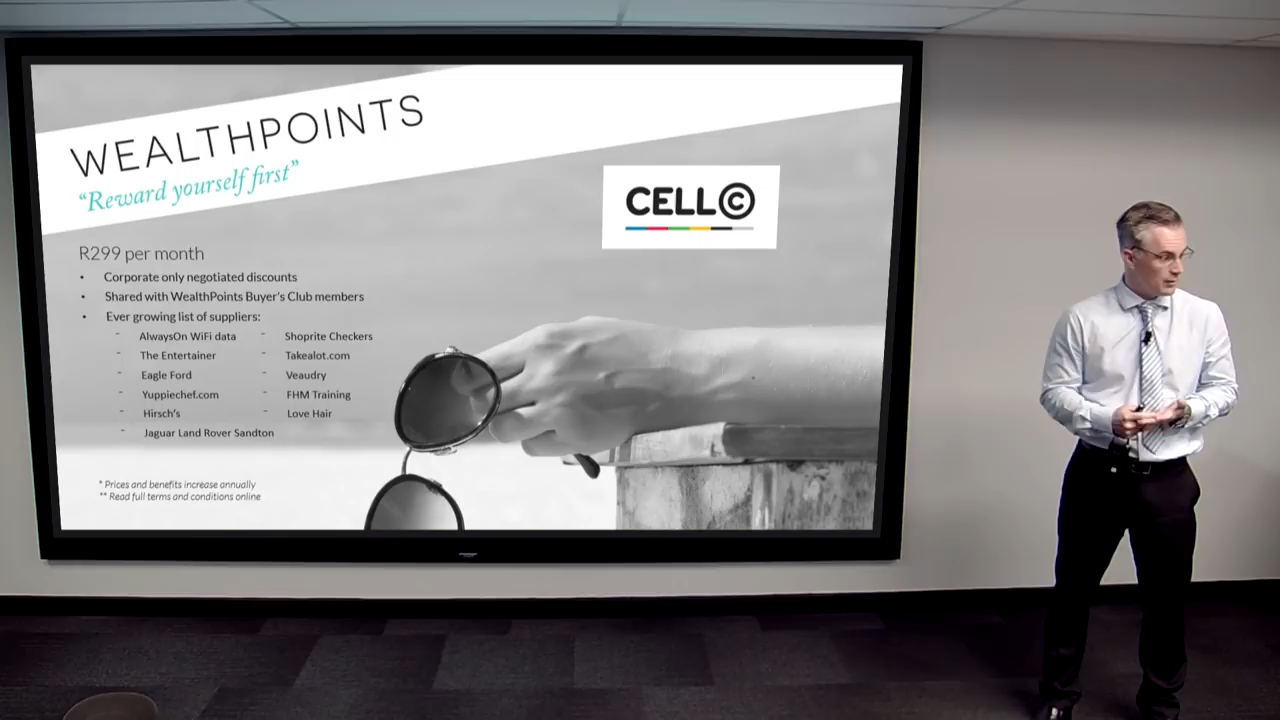 WEALTHPOINTS
“Reward yourself first”
CELL©
R299 per month
• Corporate only negotiated discounts
• Shared with WealthPoints Buyer's Club members
• Ever growing list of suppliers:
- AlwaysOn WiFi data - Shoprite Checkers
- The Entertainer - Takealot.com
- Eagle Ford - Veaudry
- Yuppiechef.com - FHM Training
- Hirsch's - Love Hair
- Jaguar Land Rover Sandton
* Prices and benefits increase annually
** Read full terms and conditions online